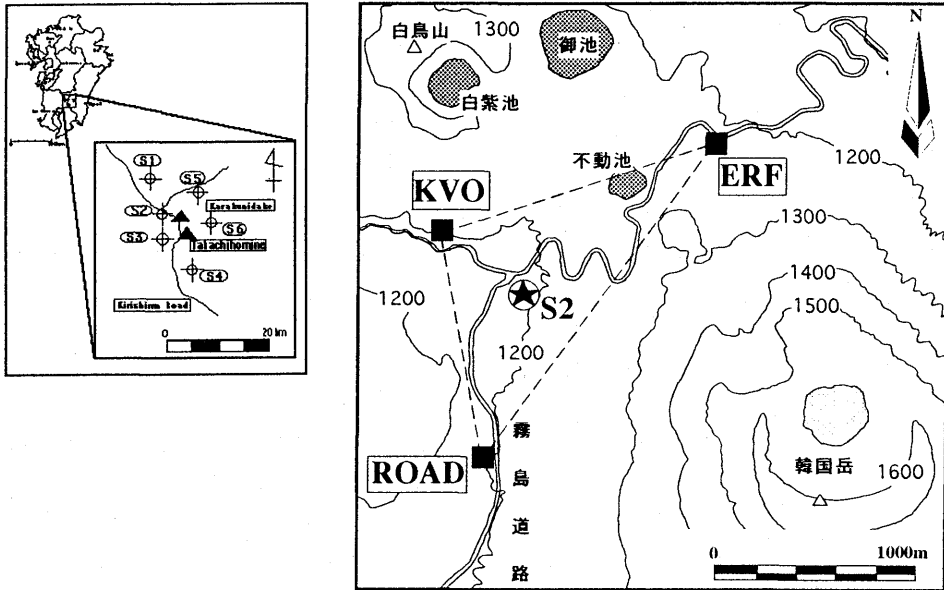 S1
S5
S2
Karakunidake
S6
S3
Takachihomine
S4
Kirishima Road
0
20 km
N
白鳥山
1300
御池
白紫池
不動池
ERF
1200
KVO
1300
1400
1200
S2
1500
1200
霧島道路
韓国岳
1600
ROAD
0
1000m